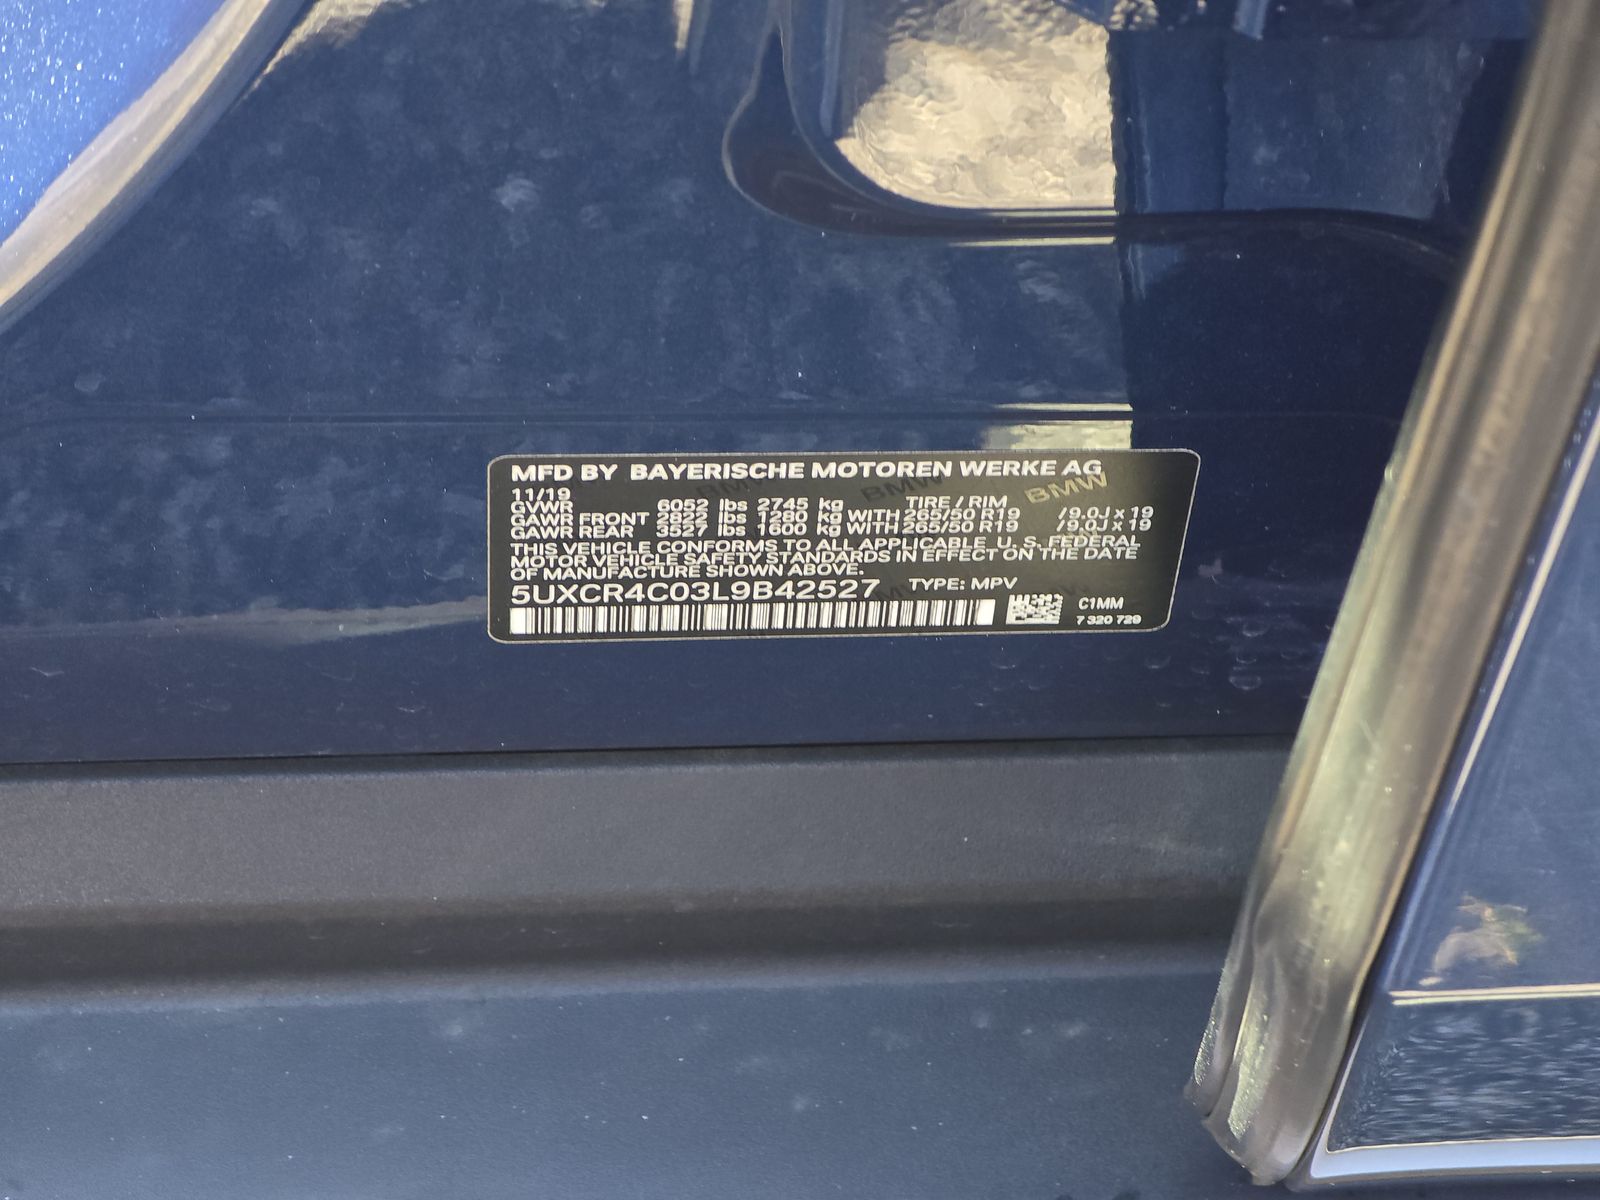 MFD BY BAYERISCHE MOTOREN WERKE AG
11/19
GVWR 6052 lbs 2745 kg TIRE / RIM
GAWR FRONT 2822 lbs 1280 kg WITH 265/50 R19 /9.0J x 19
GAWR REAR 3527 lbs 1600 kg WITH 265/50 R19 /9.0J x 19
THIS VEHICLE CONFORMS TO ALL APPLICABLE U. S. FEDERAL
MOTOR VEHICLE SAFETY STANDARDS IN EFFECT ON THE DATE
OF MANUFACTURE SHOWN ABOVE.
5UXCR4C03L9B42527 TYPE: MPV
C1MM
7 320 729
BMW
BMW
BMW